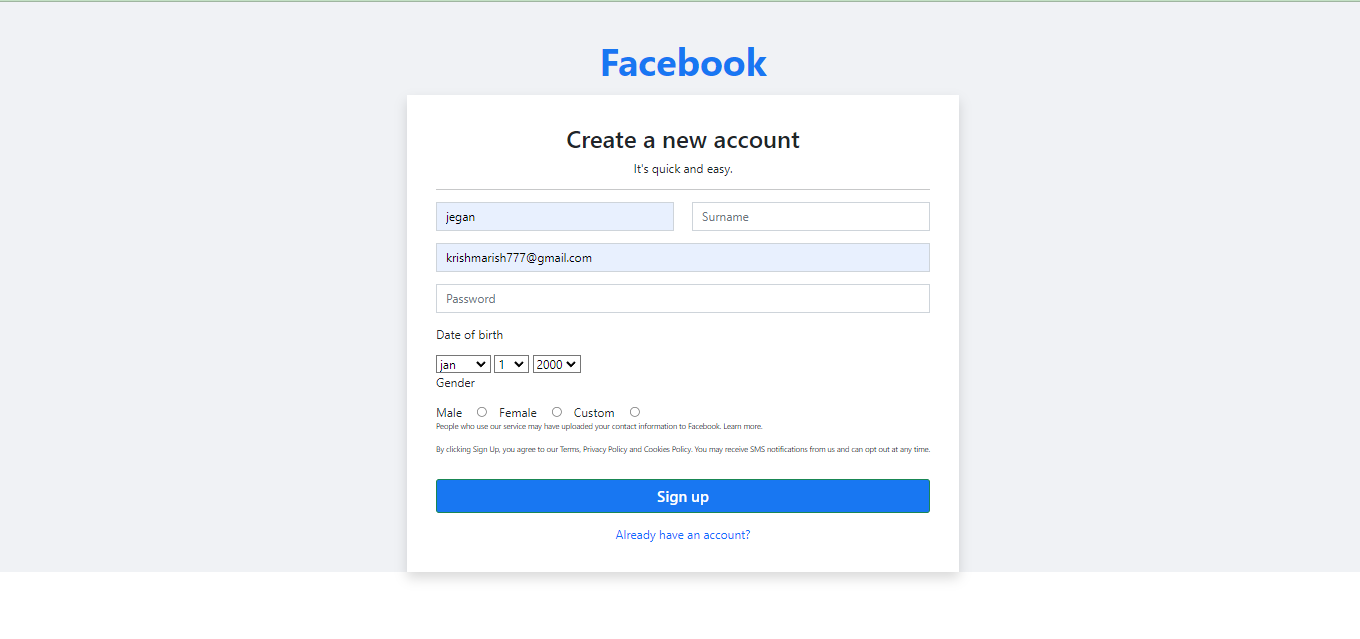 Facebook
Create a new account
It's quick and easy.
jegan Surname
krishmarish777@gmail.com
Password
Date of birth
jan 1 2000
Gender
Male Female Custom
People who use our service may have uploaded your contact information to Facebook. Learn more.
By clicking Sign Up, you agree to our Terms, Privacy Policy and Cookies Policy. You may receive SMS notifications from us and can opt out at any time.
Sign up
Already have an account?